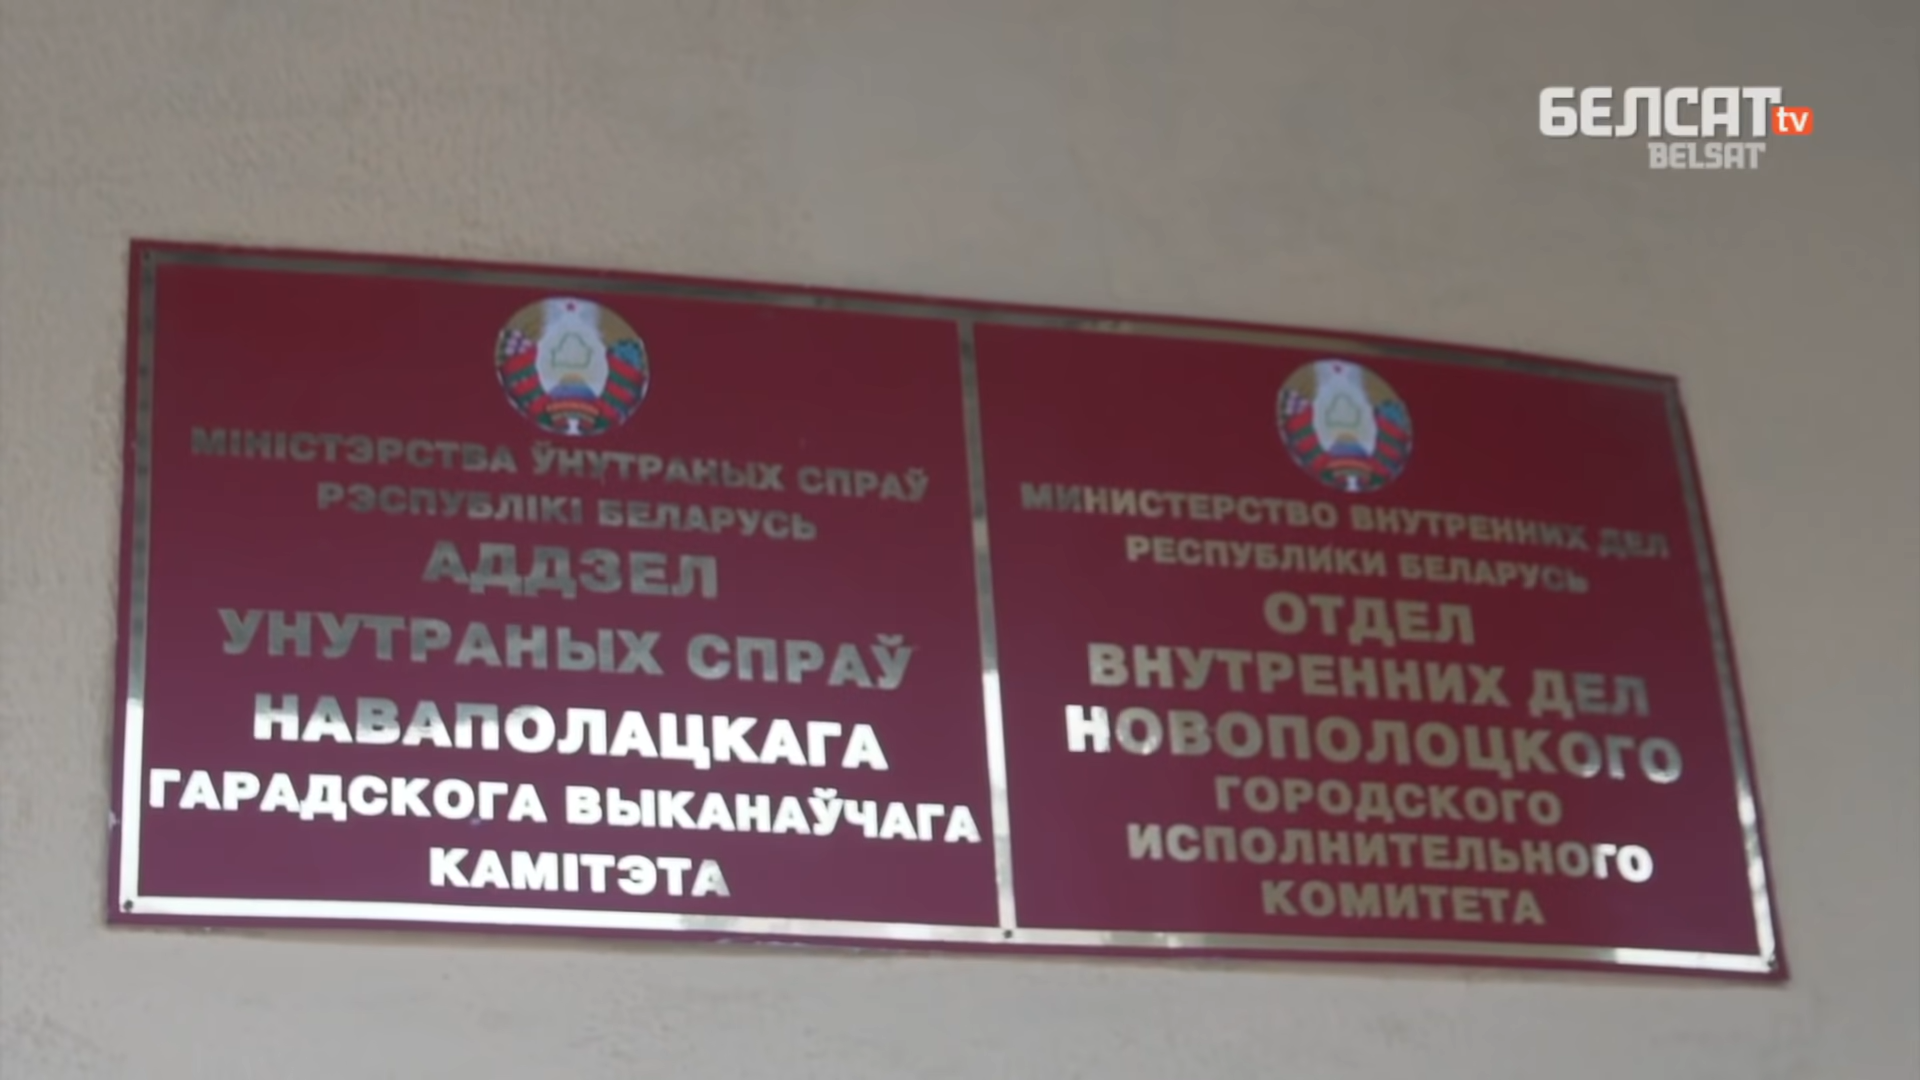 БЕЛСАТ tv
BELSAT
МІНІСТЭРСТВА ЎНУТРАНЫХ СПРАЎ
РЭСПУБЛІКІ БЕЛАРУСЬ
АДДЗЕЛ
УНУТРАНЫХ СПРАЎ
НАВАПОЛАЦКАГА
ГАРАДСКОГА ВЫКАНАЎЧАГА
КАМІТЭТА
МИНИСТЕРСТВО ВНУТРЕННИХ ДЕЛ
РЕСПУБЛИКИ БЕЛАРУСЬ
ОТДЕЛ
ВНУТРЕННИХ ДЕЛ
НОВОПОЛОЦКОГО
ГОРОДСКОГО
ИСПОЛНИТЕЛЬНОГО
КОМИТЕТА